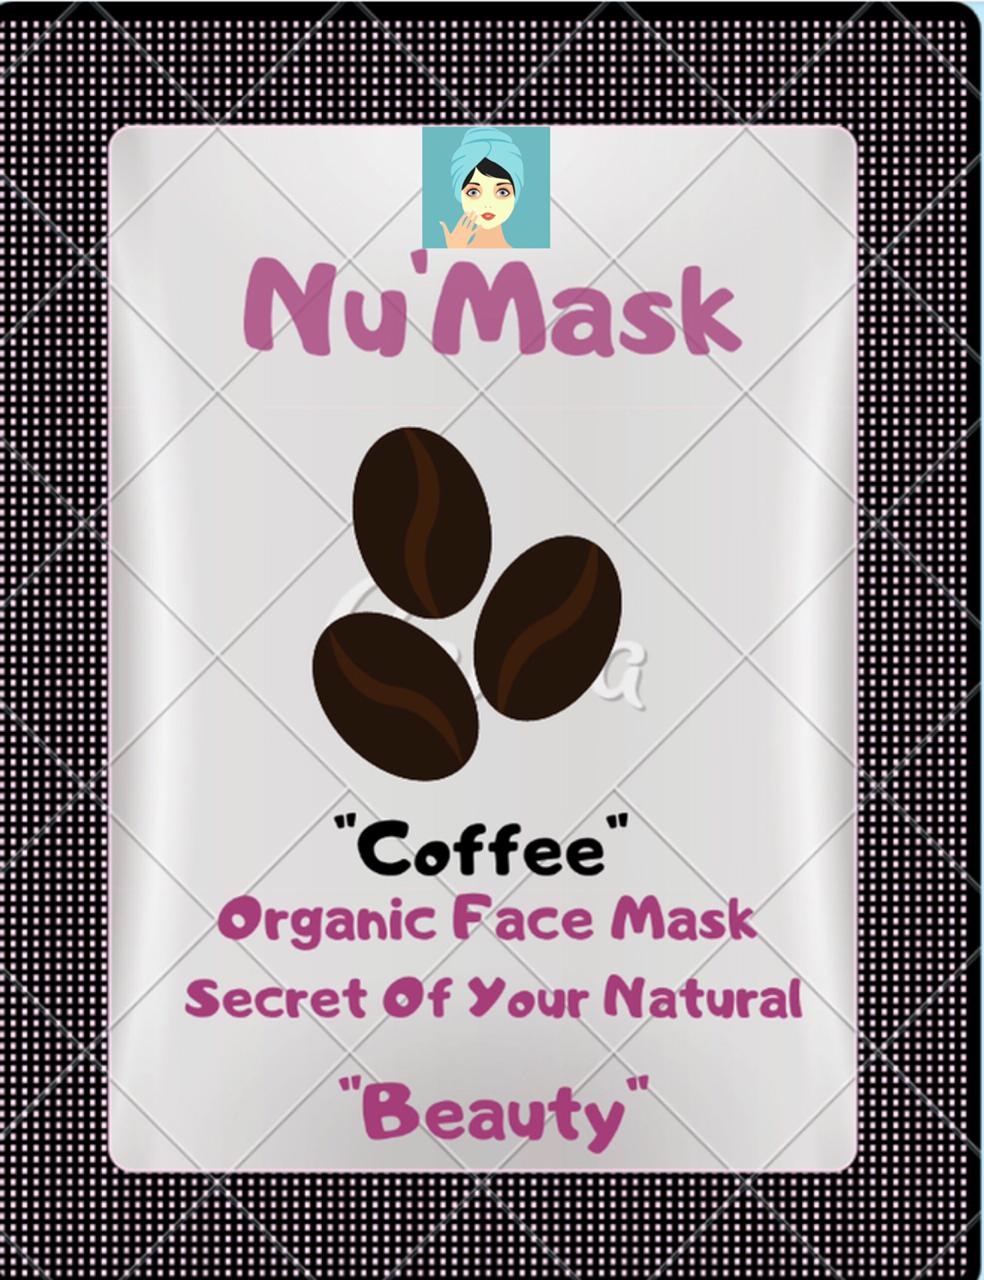 Nu'Mask
"Coffee"
Organic Face Mask
Secret Of Your Natural
"Beauty"